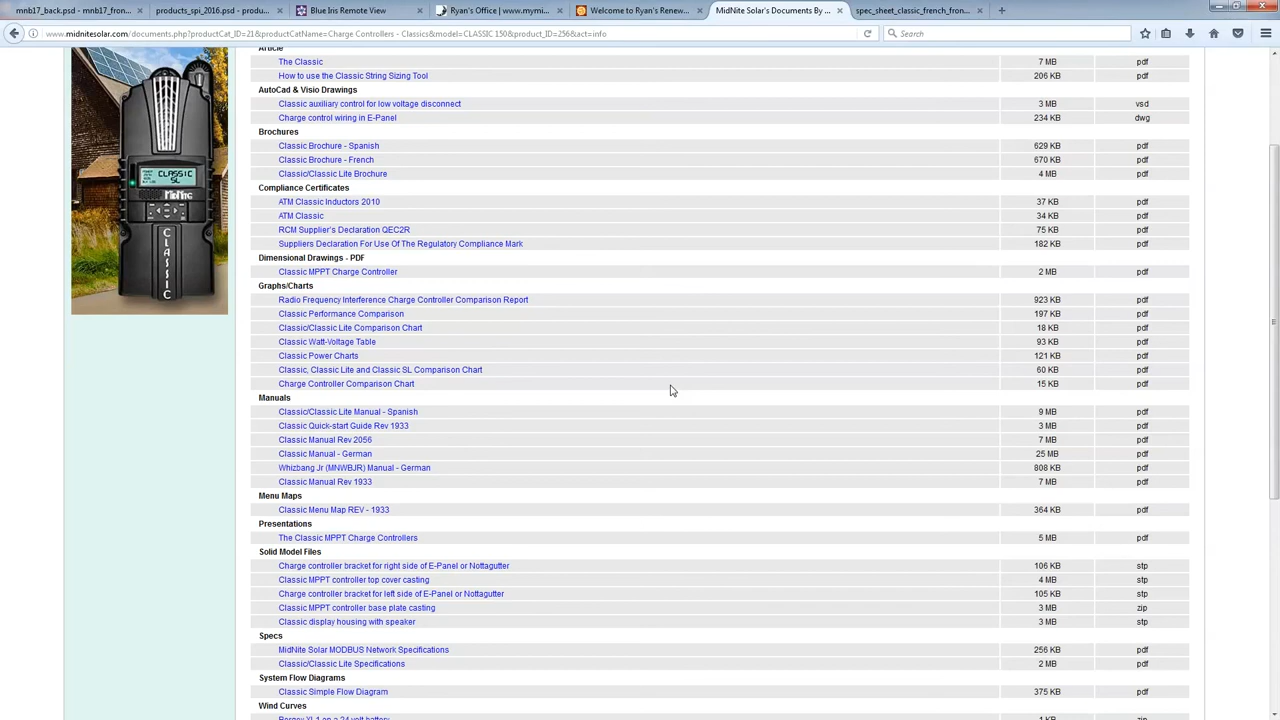 mnb17_back.psd - mnb17_fron...
products_spi_2016.psd - produ...
Blue Iris Remote View
Ryan's Office | www.mymi...
Welcome to Ryan's Renew...
MidNite Solar's Documents By ...
spec_sheet_classic_french_fron...
www.midnitesolar.com/documents.php?productCat_ID=21&productCatName=Charge Controllers - Classics&model=CLASSIC 150&product_ID=256&act=info
Search
Article
The Classic 7 MB pdf
How to use the Classic String Sizing Tool 206 KB pdf
AutoCad & Visio Drawings
Classic auxiliary control for low voltage disconnect 3 MB vsd
Charge control wiring in E-Panel 234 KB dwg
Brochures
Classic Brochure - Spanish 629 KB pdf
Classic Brochure - French 670 KB pdf
Classic/Classic Lite Brochure 4 MB pdf
Compliance Certificates
ATM Classic Inductors 2010 37 KB pdf
ATM Classic 34 KB pdf
RCM Supplier's Declaration QEC2R 75 KB pdf
Suppliers Declaration For Use Of The Regulatory Compliance Mark 182 KB pdf
Dimensional Drawings - PDF
Classic MPPT Charge Controller 2 MB pdf
Graphs/Charts
Radio Frequency Interference Charge Controller Comparison Report 923 KB pdf
Classic Performance Comparison 197 KB pdf
Classic/Classic Lite Comparison Chart 18 KB pdf
Classic Watt-Voltage Table 93 KB pdf
Classic Power Charts 121 KB pdf
Classic, Classic Lite and Classic SL Comparison Chart 60 KB pdf
Charge Controller Comparison Chart 15 KB pdf
Manuals
Classic/Classic Lite Manual - Spanish 9 MB pdf
Classic Quick-start Guide Rev 1933 3 MB pdf
Classic Manual Rev 2056 7 MB pdf
Classic Manual - German 25 MB pdf
Whizbang Jr (MNWBJR) Manual - German 808 KB pdf
Classic Manual Rev 1933 7 MB pdf
Menu Maps
Classic Menu Map REV - 1933 364 KB pdf
Presentations
The Classic MPPT Charge Controllers 5 MB pdf
Solid Model Files
Charge controller bracket for right side of E-Panel or Nottagutter 106 KB stp
Classic MPPT controller top cover casting 4 MB stp
Charge controller bracket for left side of E-Panel or Nottagutter 105 KB stp
Classic MPPT controller base plate casting 3 MB zip
Classic display housing with speaker 3 MB stp
Specs
MidNite Solar MODBUS Network Specifications 256 KB pdf
Classic/Classic Lite Specifications 2 MB pdf
System Flow Diagrams
Classic Simple Flow Diagram 375 KB pdf
Wind Curves
Bergey XL1 on a 24 volt battery 1 KB zip
CLASSIC
SL
MidNite
CLASSIC